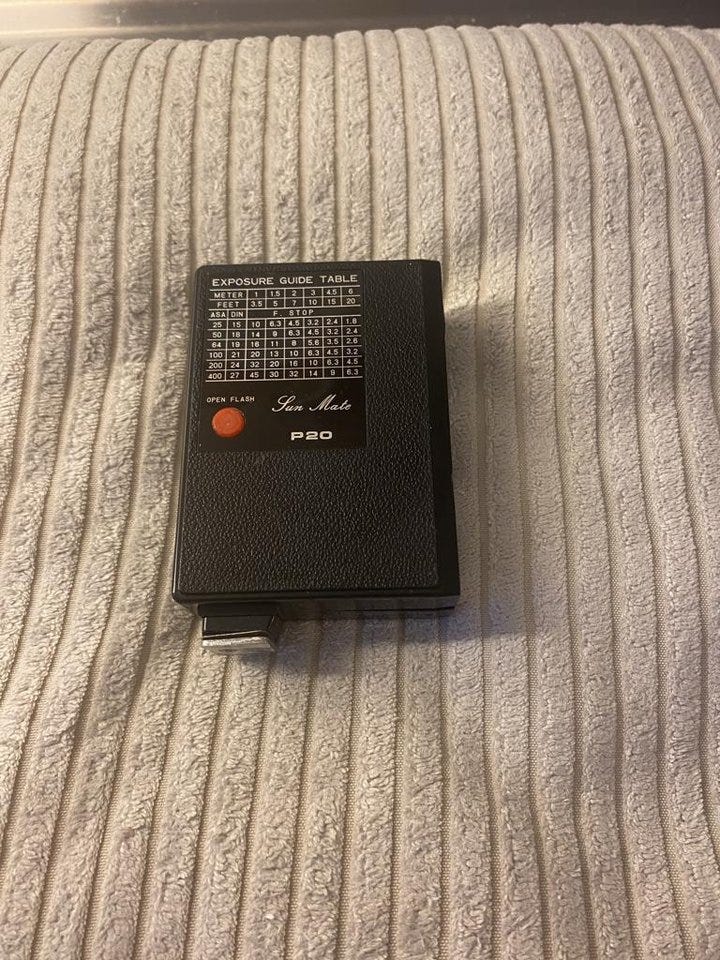 EXPOSURE GUIDE TABLE
METER 1 1.5 2 3 4.5 6
FEET 3.5 5 7 10 15 20
ASA DIN F. STOP
25 15 10 6.3 4.5 3.2 2.4 1.8
50 18 14 9 6.3 4.5 3.2 2.4
64 19 16 11 8 5.6 3.5 2.6
100 21 20 13 10 6.3 4.5 3.2
200 24 32 20 16 10 6.3 4.5
400 27 45 30 32 14 9 6.3
OPEN FLASH
Sun Mate
P20